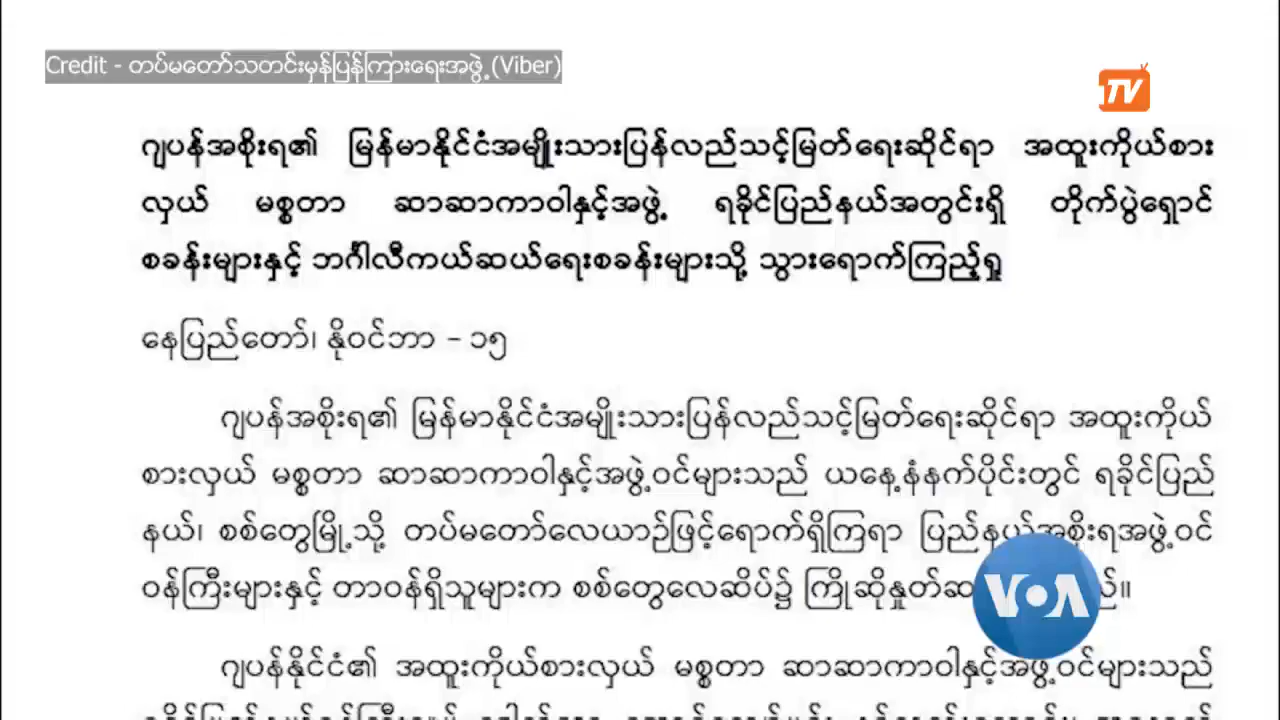 Credit - တပ်မတော်သတင်းမှန်ပြန်ကြားရေးအဖွဲ့ (Viber)
TV
ဂျပန်အစိုးရ၏ မြန်မာနိုင်ငံအမျိုးသားပြန်လည်သင့်မြတ်ရေးဆိုင်ရာ အထူးကိုယ်စား
လှယ် မစ္စတာ ဆာဆာကာဝါနှင့်အဖွဲ့ ရခိုင်ပြည်နယ်အတွင်းရှိ တိုက်ပွဲရှောင်
စခန်းများနှင့် ဘင်္ဂါလီကယ်ဆယ်ရေးစခန်းများသို့ သွားရောက်ကြည့်ရှု
နေပြည်တော်၊ နိုဝင်ဘာ – ၁၅
ဂျပန်အစိုးရ၏ မြန်မာနိုင်ငံအမျိုးသားပြန်လည်သင့်မြတ်ရေးဆိုင်ရာ အထူးကိုယ်
စားလှယ် မစ္စတာ ဆာဆာကာဝါနှင့်အဖွဲ့ဝင်များသည် ယနေ့နံနက်ပိုင်းတွင် ရခိုင်ပြည်
နယ်၊ စစ်တွေမြို့သို့ တပ်မတော်လေယာဉ်ဖြင့်ရောက်ရှိကြရာ ပြည်နယ်အစိုးရအဖွဲ့ဝင်
ဝန်ကြီးများနှင့် တာဝန်ရှိသူများက စစ်တွေလေဆိပ်၌ ကြိုဆိုနှုတ်ဆ
VOA
ဂျပန်နိုင်ငံ၏ အထူးကိုယ်စားလှယ် မစ္စတာ ဆာဆာကာဝါနှင့်အဖွဲ့ဝင်များသည်